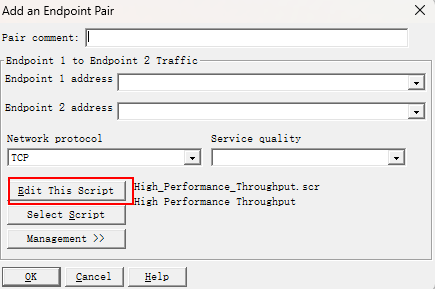 Add an Endpoint Pair
Pair comment:
Endpoint 1 to Endpoint 2 Traffic
Endpoint 1 address
Endpoint 2 address
Network protocol
Service quality
TCP
Edit This Script
High_Performance_Throughput.scr
Select Script
High Performance Throughput
Management >>
OK
Cancel
Help